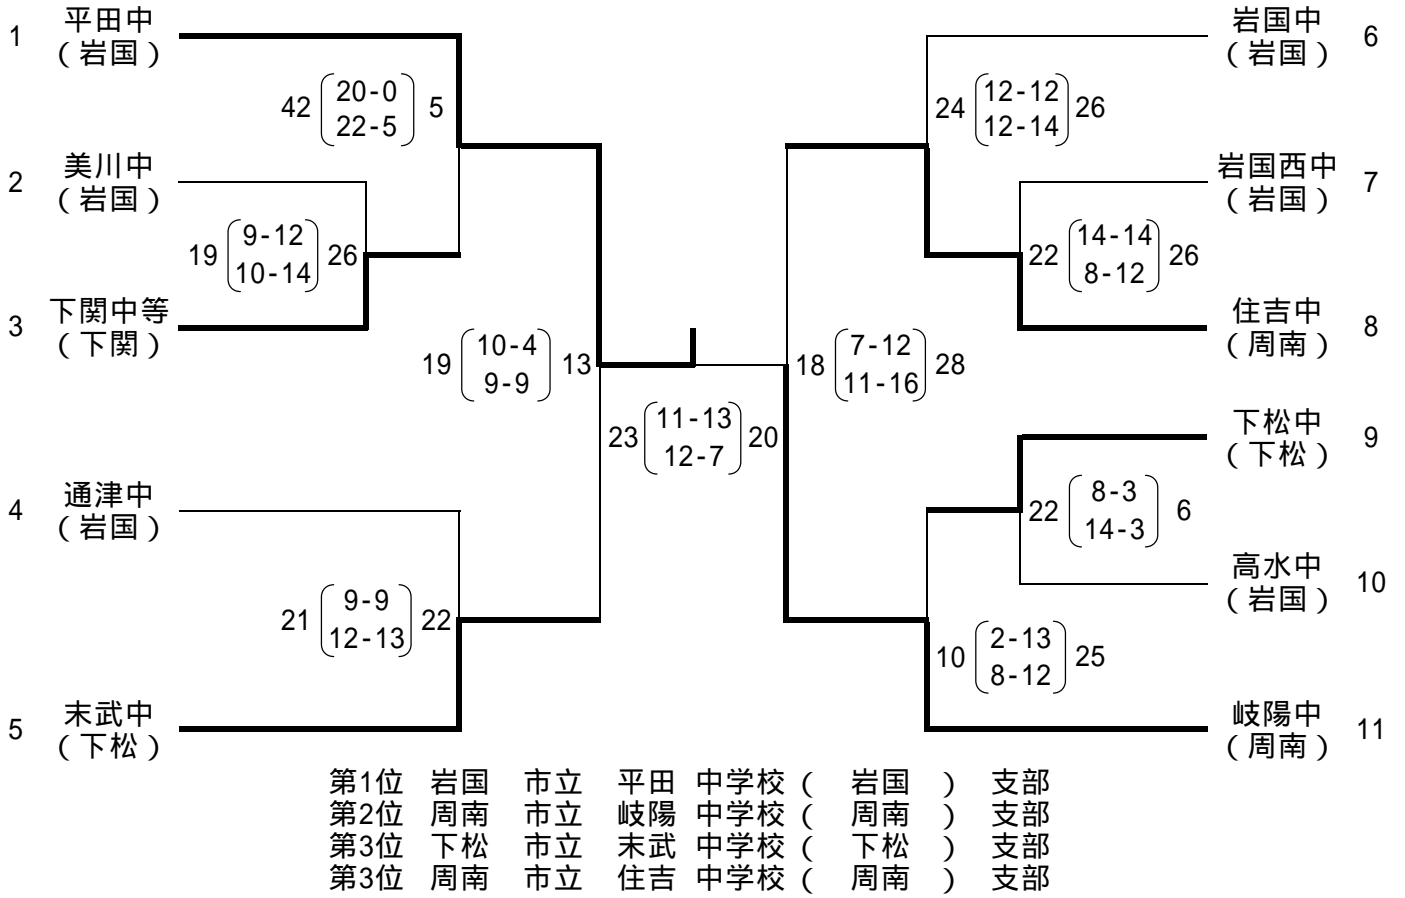 1 平田中
(岩国)
42 20-0 5
22-5
2 美川中
(岩国)
19 9-12 26
10-14
3 下関中等
(下関)
19 10-4 13
9-9
4 通津中
(岩国)
21 9-9 22
12-13
5 末武中
(下松)
23 11-13 20
12-7
岩国中 6
(岩国)
24 12-12 26
12-14
岩国西中 7
(岩国)
22 14-14 26
8-12
住吉中 8
(周南)
18 7-12 28
11-16
下松中 9
(下松)
22 8-3 6
14-3
高水中 10
(岩国)
10 2-13 25
8-12
岐陽中 11
(周南)
第1位 岩国 市立 平田 中学校 ( 岩国 ) 支部
第2位 周南 市立 岐陽 中学校 ( 周南 ) 支部
第3位 下松 市立 末武 中学校 ( 下松 ) 支部
第3位 周南 市立 住吉 中学校 ( 周南 ) 支部